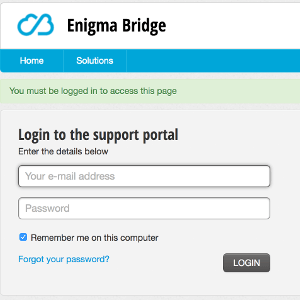 Enigma Bridge
Home Solutions
You must be logged in to access this page
Login to the support portal
Enter the details below
Your e-mail address
Password
Remember me on this computer
Forgot your password? LOGIN